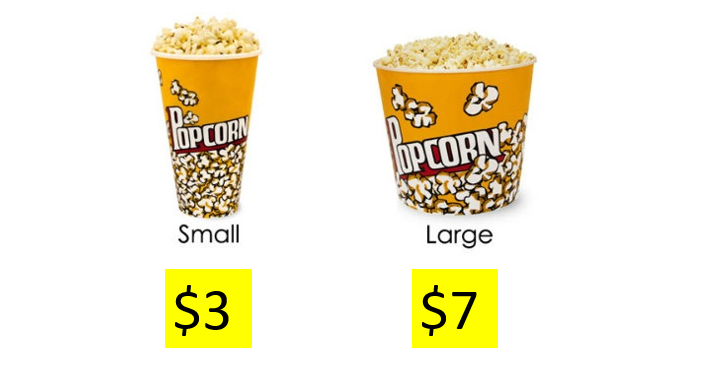 POPCORN
POPCORN
Small
Large
$3
$7